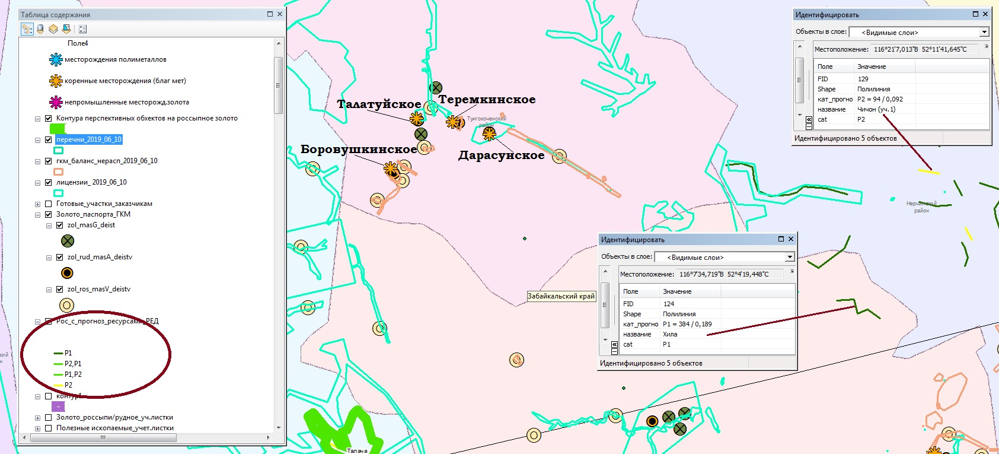 Таблица содержания
Поле4
месторождения полиметаллов
коренные месторождения (благ мет)
непромышленные месторожд.золота
Контура перспективных обхектов на россыпное золото
перечни_2019_06_10
гкм_баланс_нерасп_2019_06_10
лицензии_ 2019_06_10
Готовые_участки_заказчикам
Золото_паспорта_ГКМ
zol_masG_deist
zol_rud_masA_deistv
zol_ros_masV_deistv
Рос_с_прогноз_ресурсами_РЕД
P1
P2,P1
P1,P2
P2
контур1
Золото_россыпи/рудное_уч.листки
Полезные ископаемые_учет.листки
Талатуйское
Теремкинское
Тунгокоченский
район
Боровушкинское
Дарасунское
Забайкальский край
Нерчинский
район
Талача
кий
Идентифицировать
Объекты в слое:
<Видимые слои>
Местоположение:
116°21'7,013"В 52°11'41,645"С
Поле Значение
FID 129
Shape Полилиния
кат_прогно P2 = 94 / 0,092
название Чичон (уч.1)
cat P2
Идентифицировано 5 объектов
Идентифицировать
Объекты в слое:
<Видимые слои>
Местоположение:
116°7'34,719"В 52°4'19,448"С
Поле Значение
FID 124
Shape Полилиния
кат_прогно P1 = 384 / 0,189
название Хила
cat P1
Идентифицировано 5 объектов